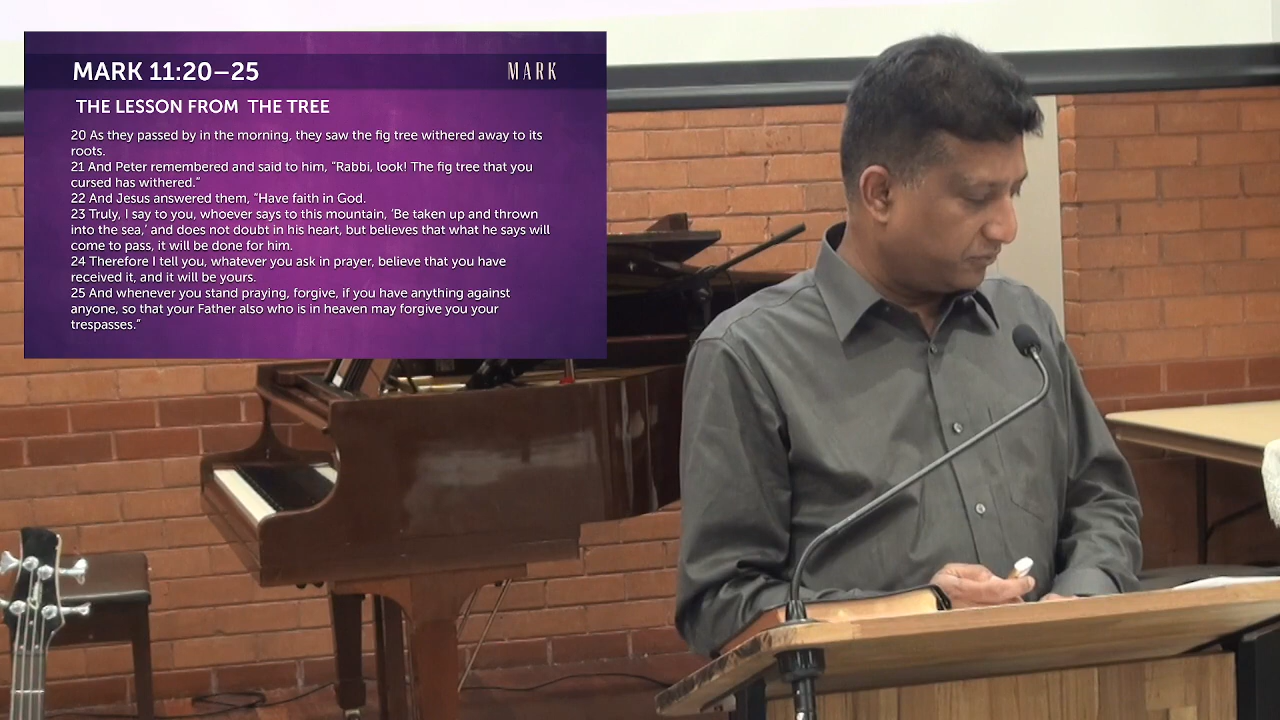 MARK 11:20–25
MARK
THE LESSON FROM THE TREE
20 As they passed by in the morning, they saw the fig tree withered away to its
roots.
21 And Peter remembered and said to him, “Rabbi, look! The fig tree that you
cursed has withered.”
22 And Jesus answered them, “Have faith in God.
23 Truly, I say to you, whoever says to this mountain, ‘Be taken up and thrown
into the sea,’ and does not doubt in his heart, but believes that what he says will
come to pass, it will be done for him.
24 Therefore I tell you, whatever you ask in prayer, believe that you have
received it, and it will be yours.
25 And whenever you stand praying, forgive, if you have anything against
anyone, so that your Father also who is in heaven may forgive you your
trespasses.”